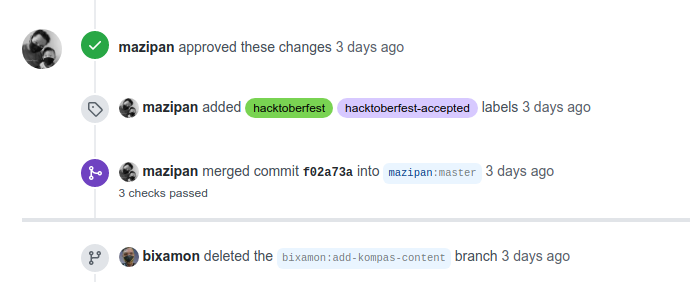 mazipan approved these changes 3 days ago
mazipan added hacktoberfest hacktoberfest-accepted labels 3 days ago
mazipan merged commit f02a73a into mazipan:master 3 days ago
3 checks passed
bixamon deleted the bixamon:add-kompas-content branch 3 days ago